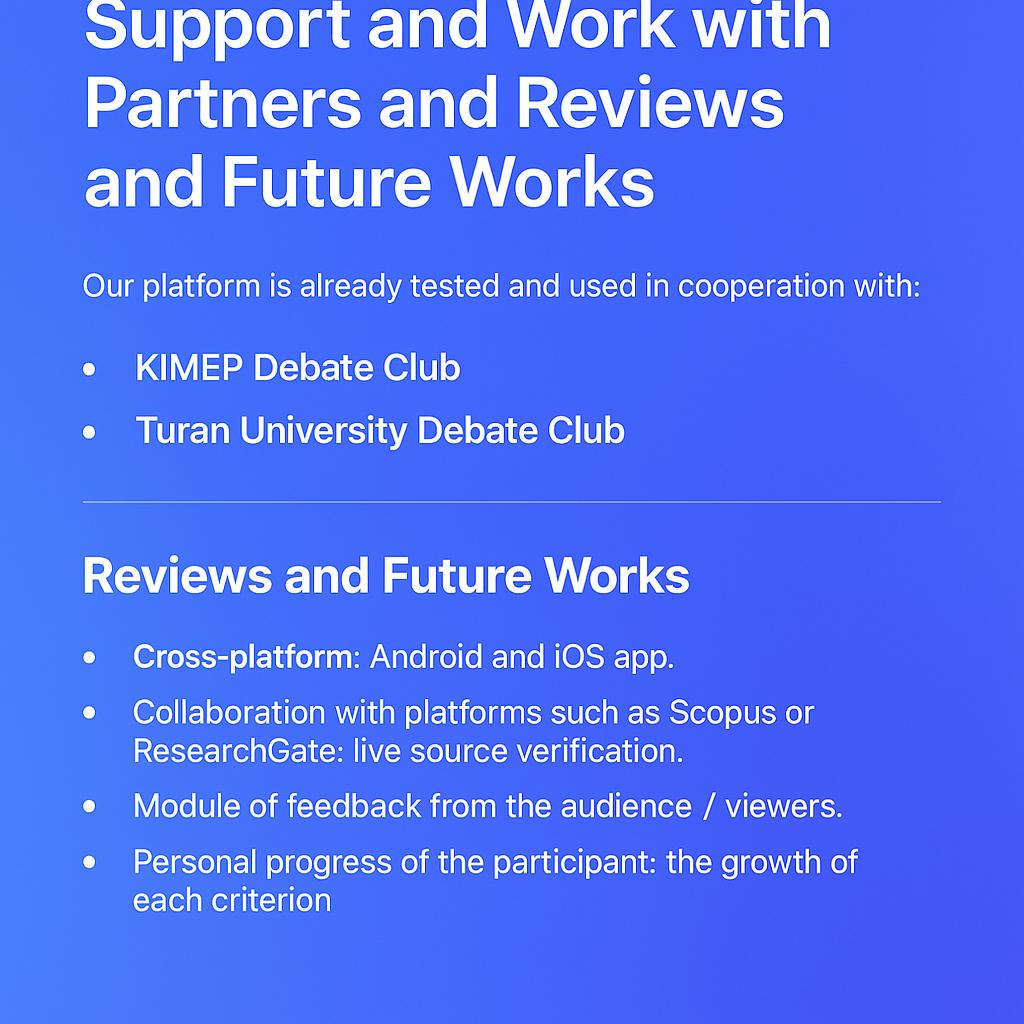 Support and Work with
Partners and Reviews
and Future Works
Our platform is already tested and used in cooperation with:
• KIMEP Debate Club
• Turan University Debate Club
Reviews and Future Works
• Cross-platform: Android and iOS app.
• Collaboration with platforms such as Scopus or
ResearchGate: live source verification.
• Module of feedback from the audience / viewers.
• Personal progress of the participant: the growth of
each criterion